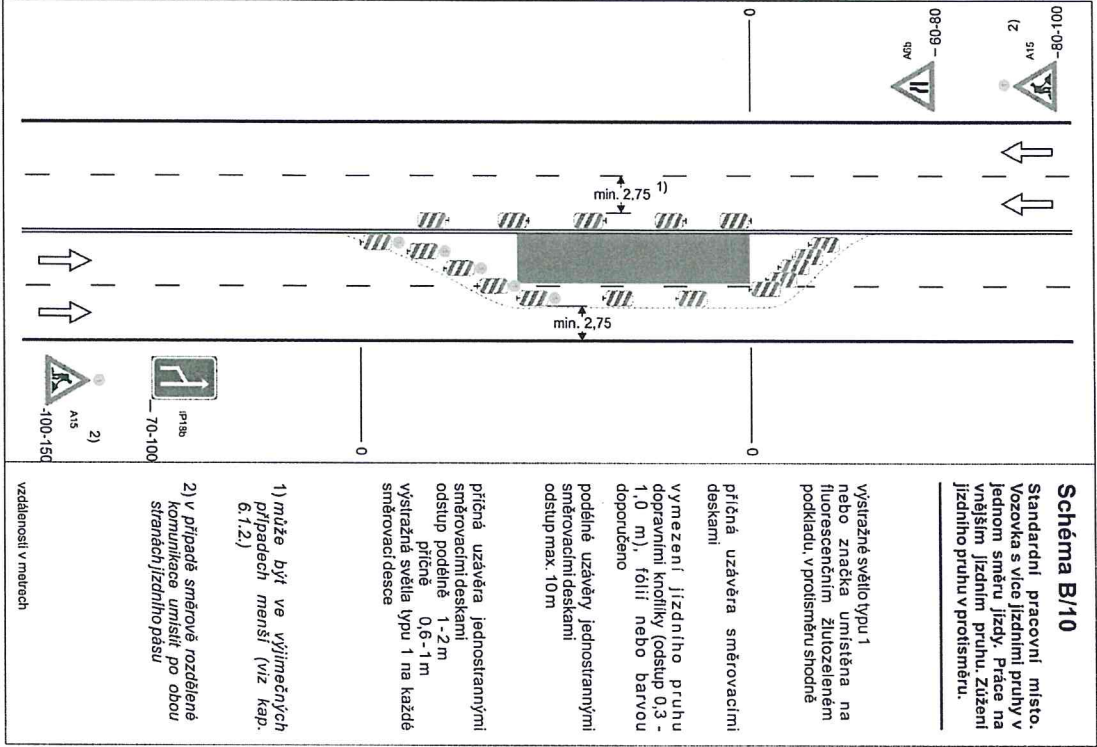 Schéma B/10
Standardní pracovní místo.
Vozovka s více jízdními pruhy v
jednom směru jízdy. Práce na
vnějším jízdním pruhu. Zúžení
jízdního pruhu v protisměru.
výstražné světlo typu 1
nebo značka umístěna na
fluorescenčním žlutozeleném
podkladu, v protisměru shodně
příčná uzávěra směrovacími
deskami
vymezení jízdního pruhu
dopravními knoflíky (odstup 0,3 -
1,0 m), fólií nebo barvou
doporučeno
podélné uzávěry jednostrannými
směrovacími deskami
odstup max. 10 m
příčná uzávěra jednostrannými
směrovacími deskami
odstup podélně 1 - 2 m
příčně 0,6 - 1 m
výstražná světla typu 1 na každé
směrovací desce
1) může být ve výjimečných
případech menší (viz kap.
6.1.2.)
2) v případě směrově rozdělené
komunikace umístit po obou
stranách jízdního pásu
vzdálenosti v metrech
2)
A15
-80-100
A6b
- 60-80
0
min. 2,75 1)
min. 2,75
0
0
IP18b
- 70-100
2)
A15
-100-150